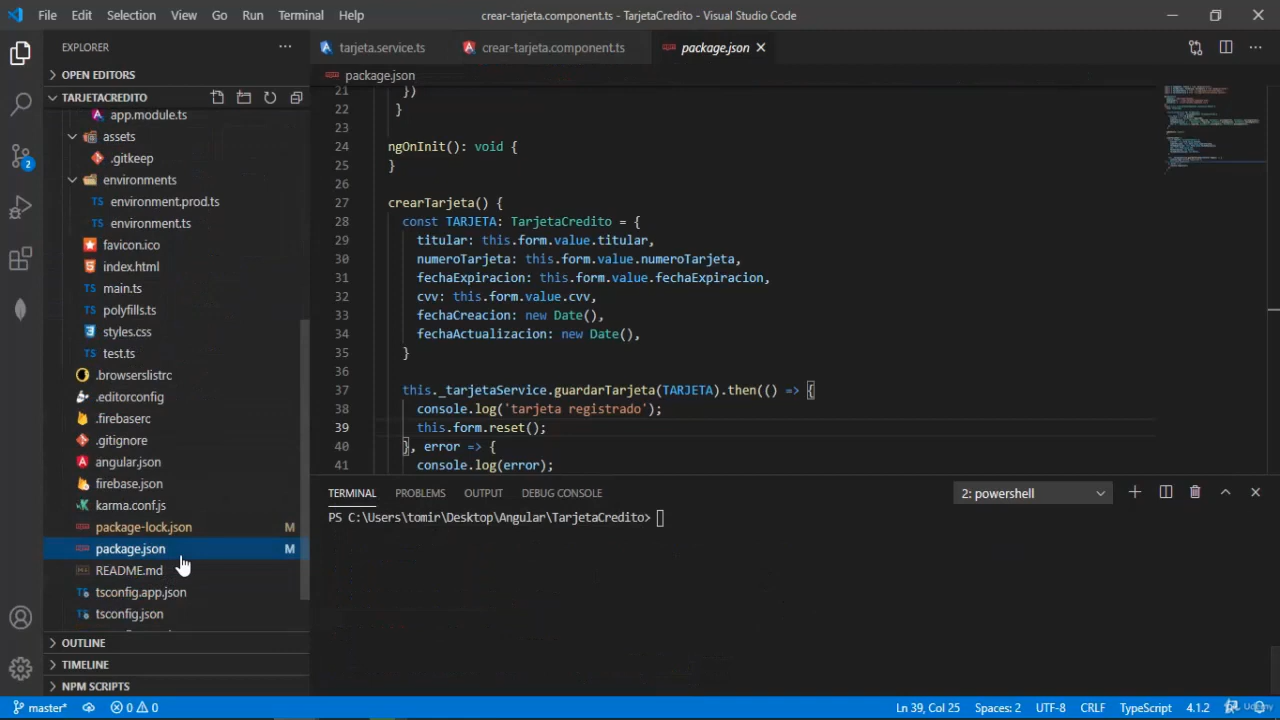 File Edit Selection View Go Run Terminal Help
crear-tarjeta.component.ts - TarjetaCredito - Visual Studio Code
EXPLORER
OPEN EDITORS
TARJETACREDITO
app.module.ts
assets
.gitkeep
environments
TS environment.prod.ts
TS environment.ts
favicon.ico
index.html
TS main.ts
TS polyfills.ts
styles.css
TS test.ts
.browserslistrc
.editorconfig
.firebaserc
.gitignore
angular.json
firebase.json
karma.conf.js
package-lock.json M
package.json M
README.md
TS tsconfig.app.json
TS tsconfig.json
OUTLINE
TIMELINE
NPM SCRIPTS
2
tarjeta.service.ts crear-tarjeta.component.ts package.json
package.json
21 })
22 }
23
24 ngOnInit(): void {
25 }
26
27 crearTarjeta() {
28 const TARJETA: TarjetaCredito = {
29 titular: this.form.value.titular,
30 numeroTarjeta: this.form.value.numeroTarjeta,
31 fechaExpiracion: this.form.value.fechaExpiracion,
32 cvv: this.form.value.cvv,
33 fechaCreacion: new Date(),
34 fechaActualizacion: new Date(),
35 }
36
37 this._tarjetaService.guardarTarjeta(TARJETA).then(() => {
38 console.log('tarjeta registrado');
39 this.form.reset();
40 }, error => {
41 console.log(error);
TERMINAL PROBLEMS OUTPUT DEBUG CONSOLE
2: powershell
PS C:\Users\tomir\Desktop\Angular\TarjetaCredito>
master* 0 0
Ln 39, Col 25 Spaces: 2 UTF-8 CRLF TypeScript 4.1.2
Udemy